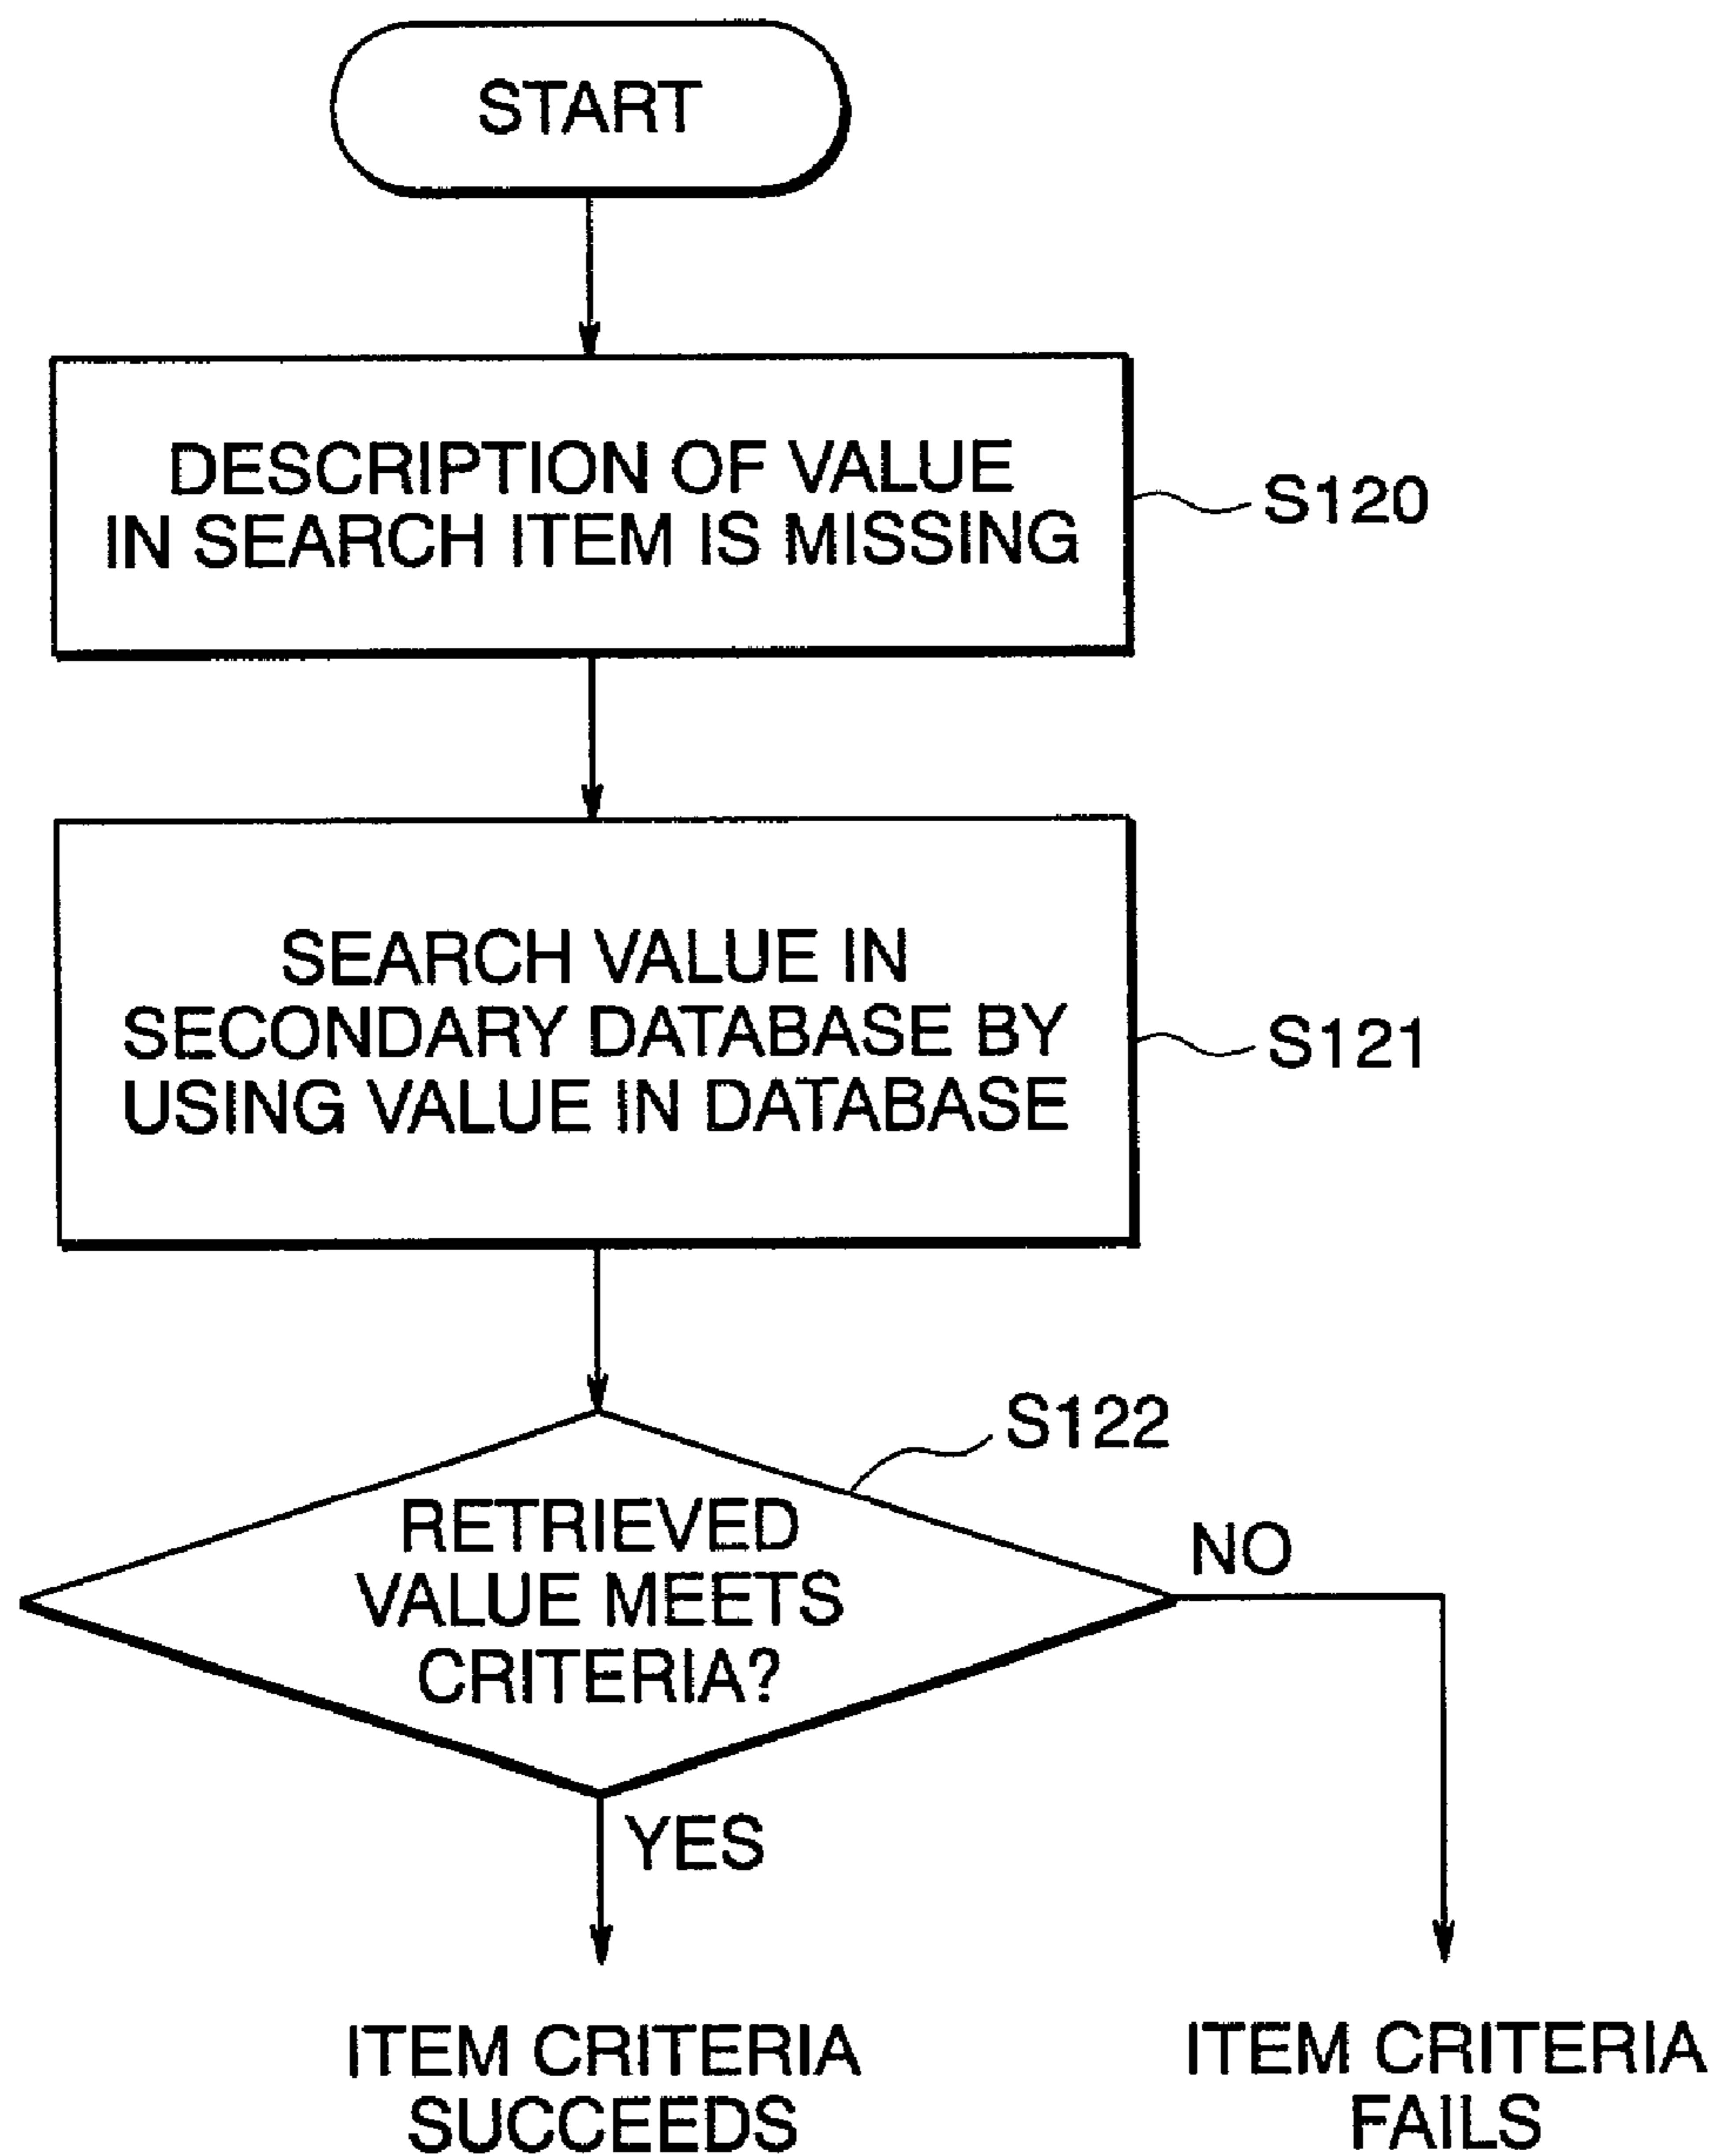 START
DESCRIPTION OF VALUE
IN SEARCH ITEM IS MISSING
S120
SEARCH VALUE IN
SECONDARY DATABASE BY
USING VALUE IN DATABASE
S121
S122
RETRIEVED
VALUE MEETS
CRITERIA?
NO
YES
ITEM CRITERIA
SUCCEEDS
ITEM CRITERIA
FAILS